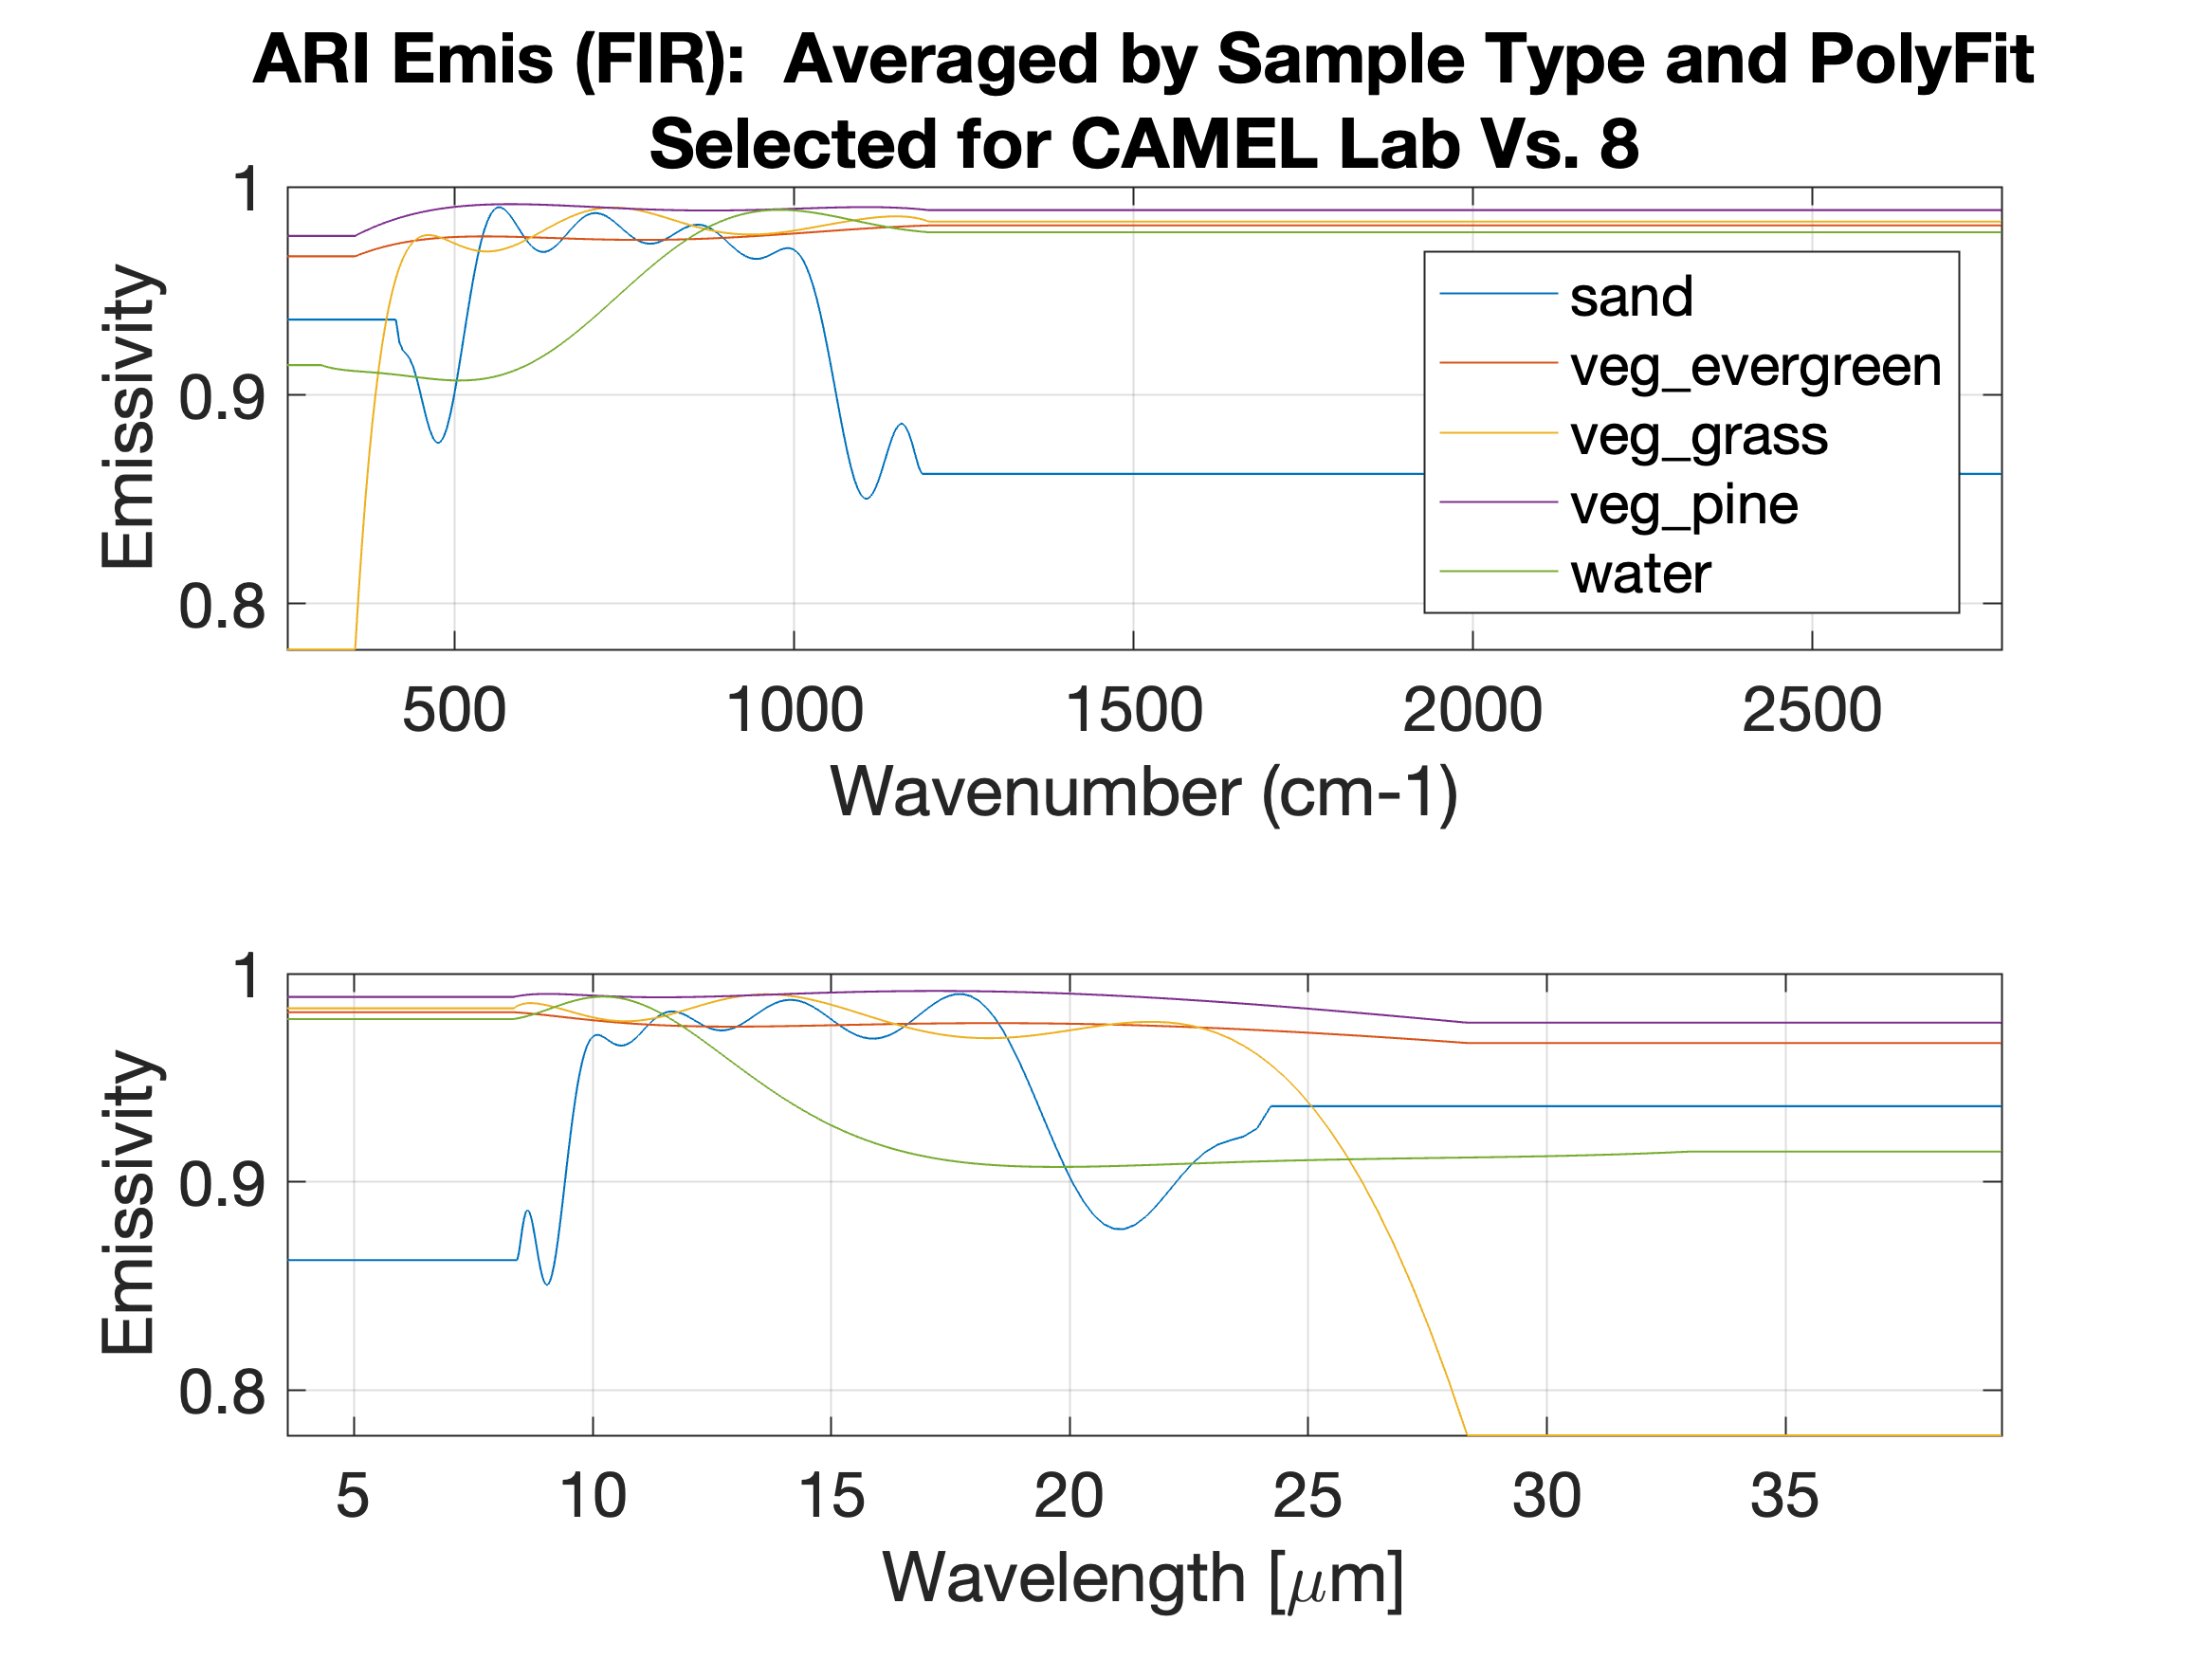 ARI Emis (FIR):  Averaged by Sample Type and PolyFit
Selected for CAMEL Lab Vs. 8
1
0.9
0.8
Emissivity
sand
veg_evergreen
veg_grass
veg_pine
water
500 1000 1500 2000 2500
Wavenumber (cm-1)
1
0.9
0.8
Emissivity
5 10 15 20 25 30 35
Wavelength [μm]